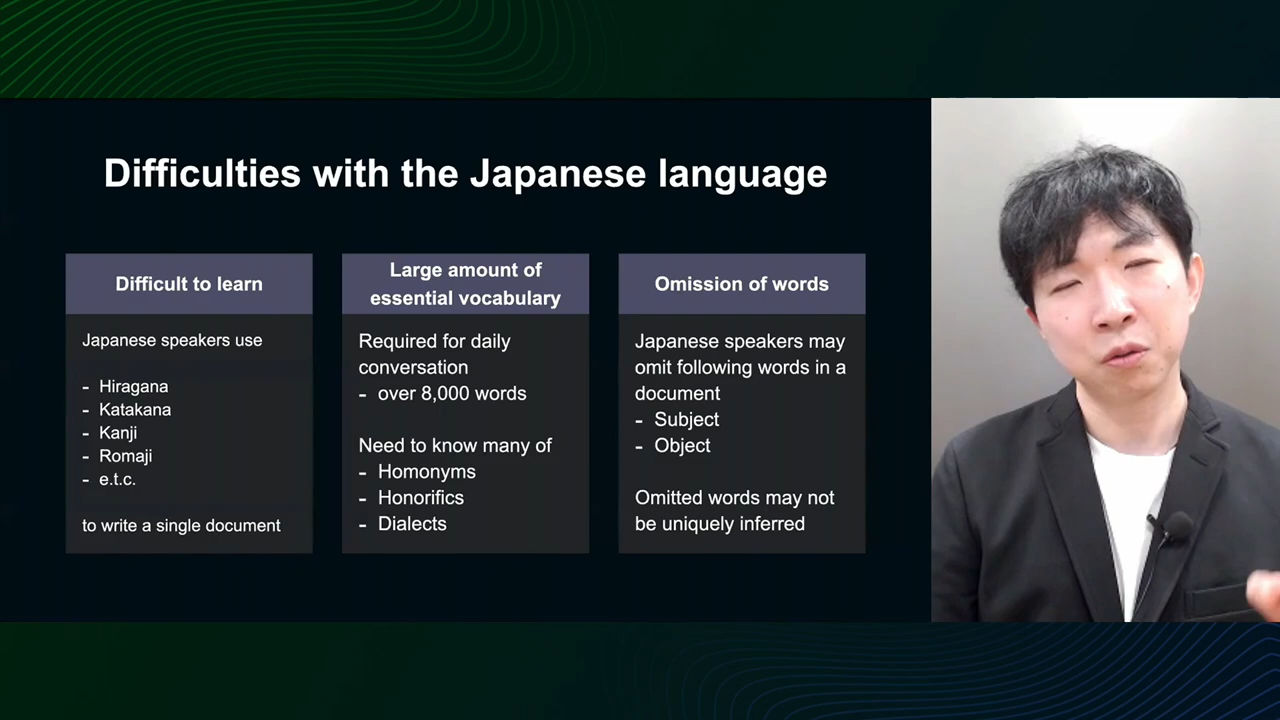 Difficulties with the Japanese language
Difficult to learn
Japanese speakers use
- Hiragana
- Katakana
- Kanji
- Romaji
- e.t.c.
to write a single document
Large amount of
essential vocabulary
Required for daily
conversation
- over 8,000 words
Need to know many of
- Homonyms
- Honorifics
- Dialects
Omission of words
Japanese speakers may
omit following words in a
document
- Subject
- Object
Omitted words may not
be uniquely inferred